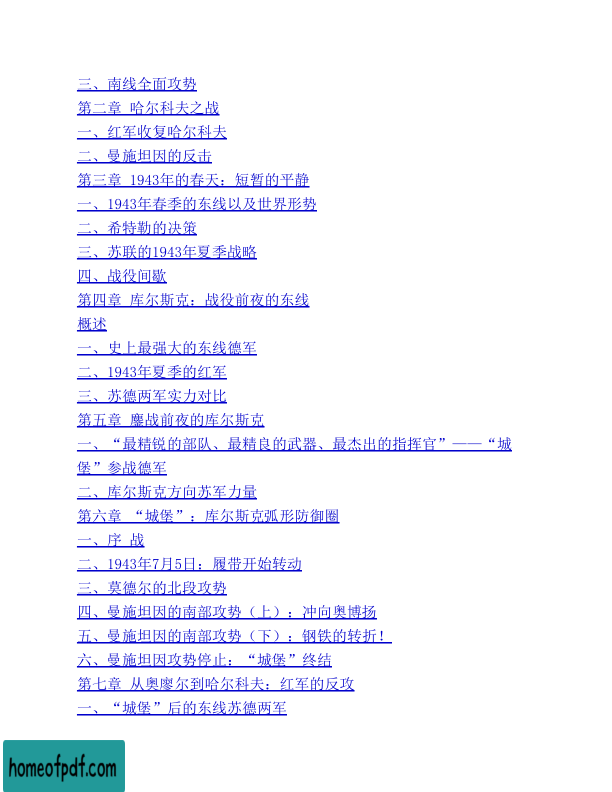 三、南线全面攻势
第二章 哈尔科夫之战
一、红军收复哈尔科夫
二、曼施坦因的反击
第三章 1943年的春天：短暂的平静
一、1943年春季的东线以及世界形势
二、希特勒的决策
三、苏联的1943年夏季战略
四、战役间歇
第四章 库尔斯克：战役前夜的东线
概述
一、史上最强大的东线德军
二、1943年夏季的红军
三、苏德两军实力对比
第五章 鏖战前夜的库尔斯克
一、“最精锐的部队、最精良的武器、最杰出的指挥官”——“城
堡”参战德军
二、库尔斯克方向苏军力量
第六章 “城堡”：库尔斯克弧形防御圈
一、序 战
二、1943年7月5日：履带开始转动
三、莫德尔的北段攻势
四、曼施坦因的南部攻势（上）：冲向奥博扬
五、曼施坦因的南部攻势（下）：钢铁的转折！
六、曼施坦因攻势停止：“城堡”终结
第七章 从奥廖尔到哈尔科夫：红军的反攻
一、“城堡”后的东线苏德两军
homeofpdf.com